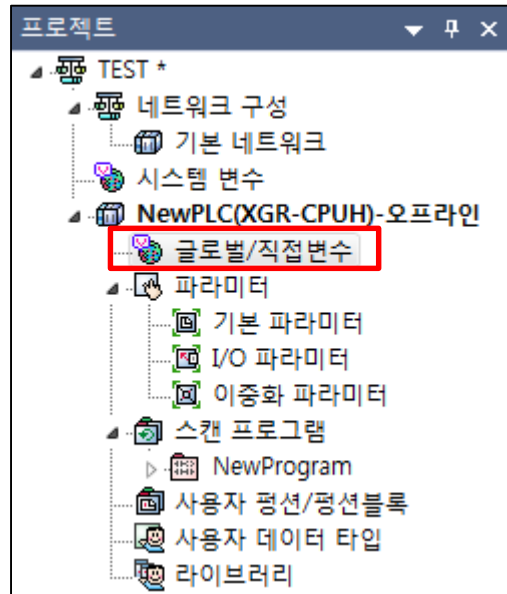 프로젝트
TEST *
네트워크 구성
기본 네트워크
시스템 변수
NewPLC(XGR-CPUH)-오프라인
글로벌/직접변수
파라미터
기본 파라미터
I/O 파라미터
이중화 파라미터
스캔 프로그램
NewProgram
사용자 펑션/펑션블록
사용자 데이터 타입
라이브러리